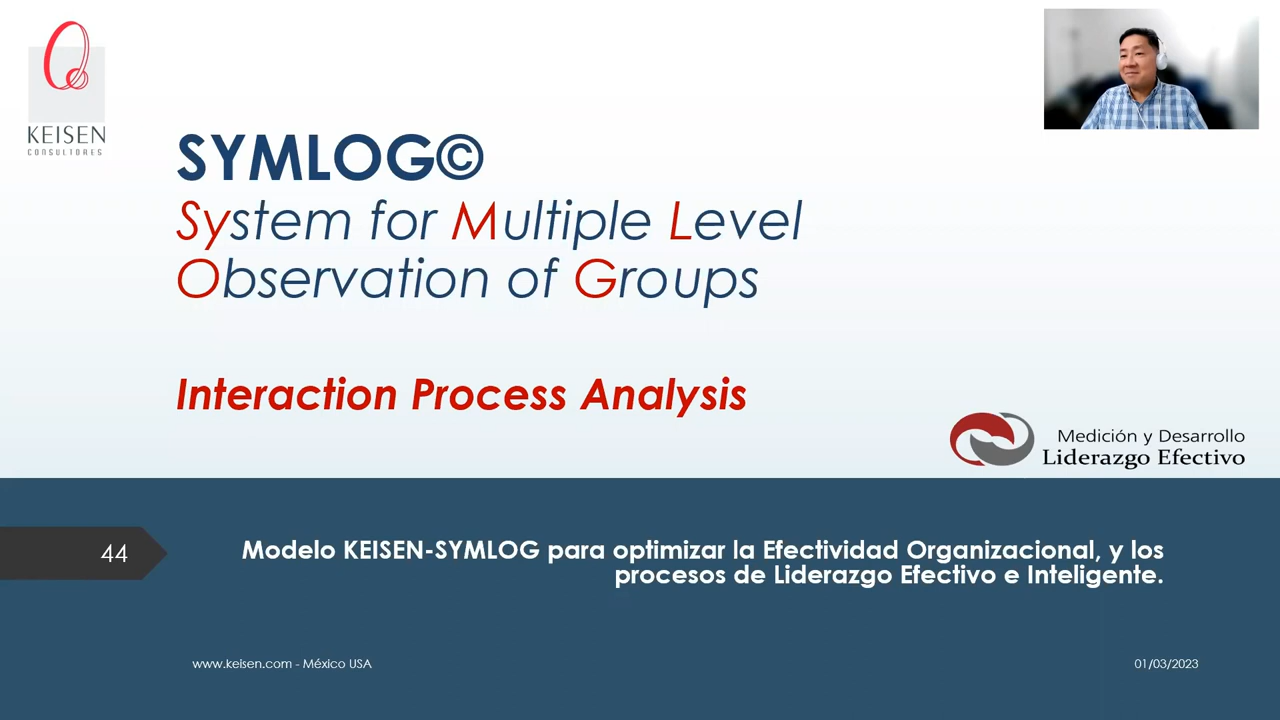 KEISEN
CONSULTORES
SYMLOG©
System for Multiple Level
Observation of Groups
Interaction Process Analysis
Medición y Desarrollo
Liderazgo Efectivo
44
Modelo KEISEN-SYMLOG para optimizar la Efectividad Organizacional, y los
procesos de Liderazgo Efectivo e Inteligente.
www.keisen.com - México USA
01/03/2023